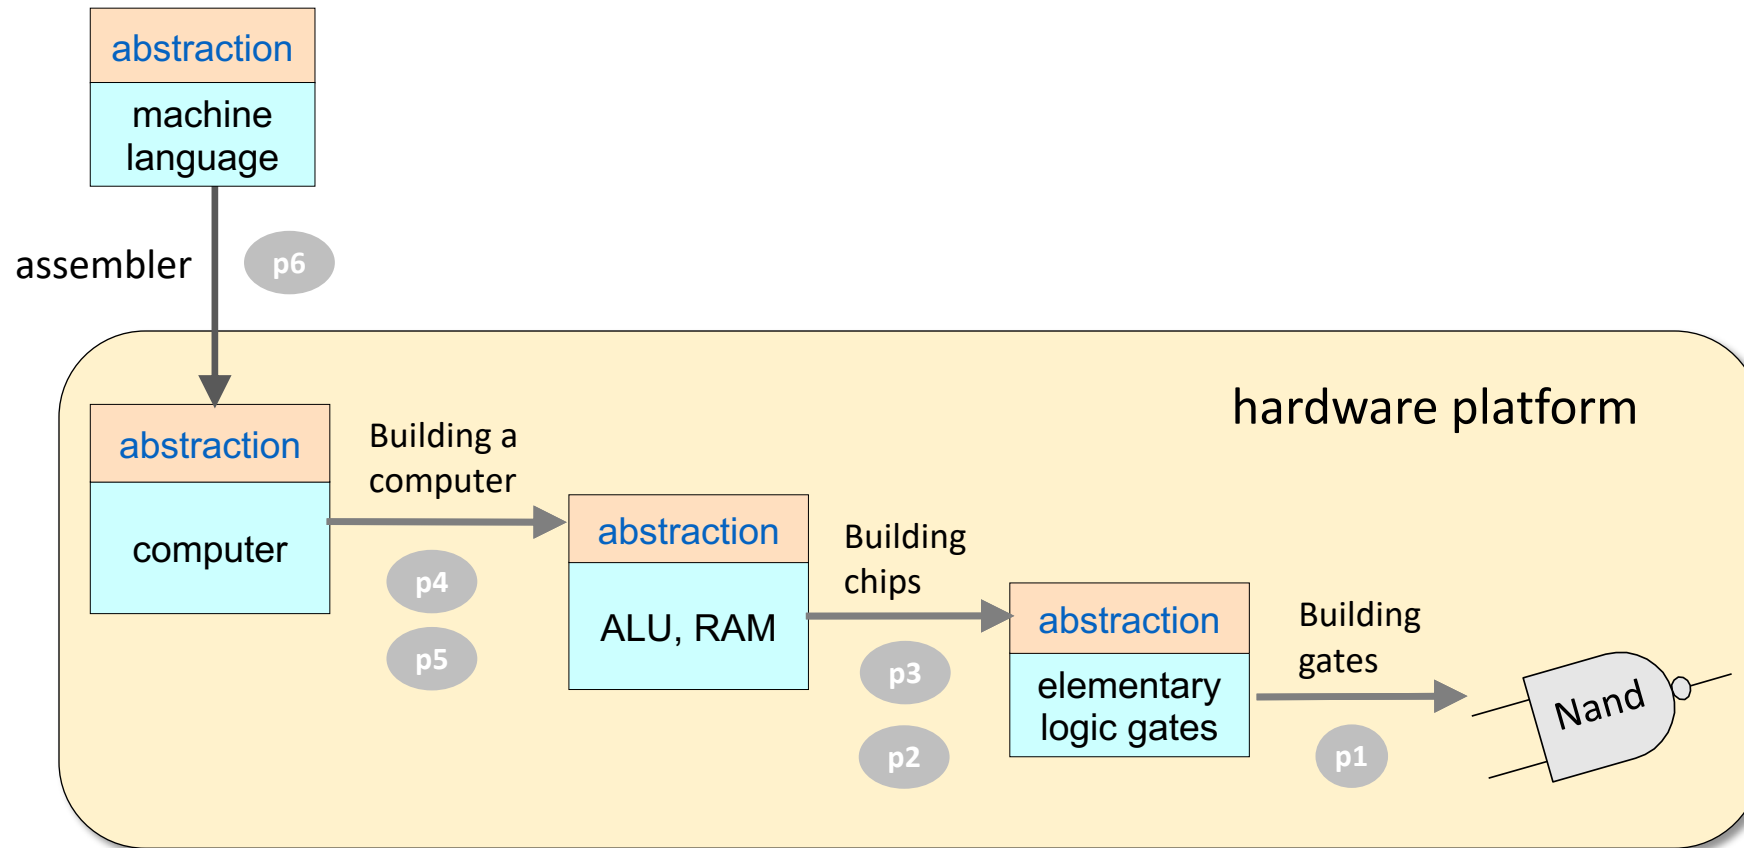 abstraction
machine
language
assembler
p6
hardware platform
abstraction
computer
Building a
computer
p4
p5
abstraction
ALU, RAM
Building
chips
p3
p2
abstraction
elementary
logic gates
Building
gates
p1
Nand